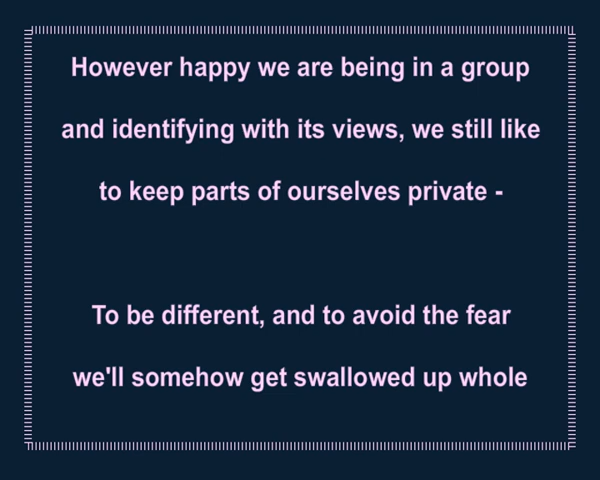 However happy we are being in a group
and identifying with its views, we still like
to keep parts of ourselves private -
To be different, and to avoid the fear
we'll somehow get swallowed up whole